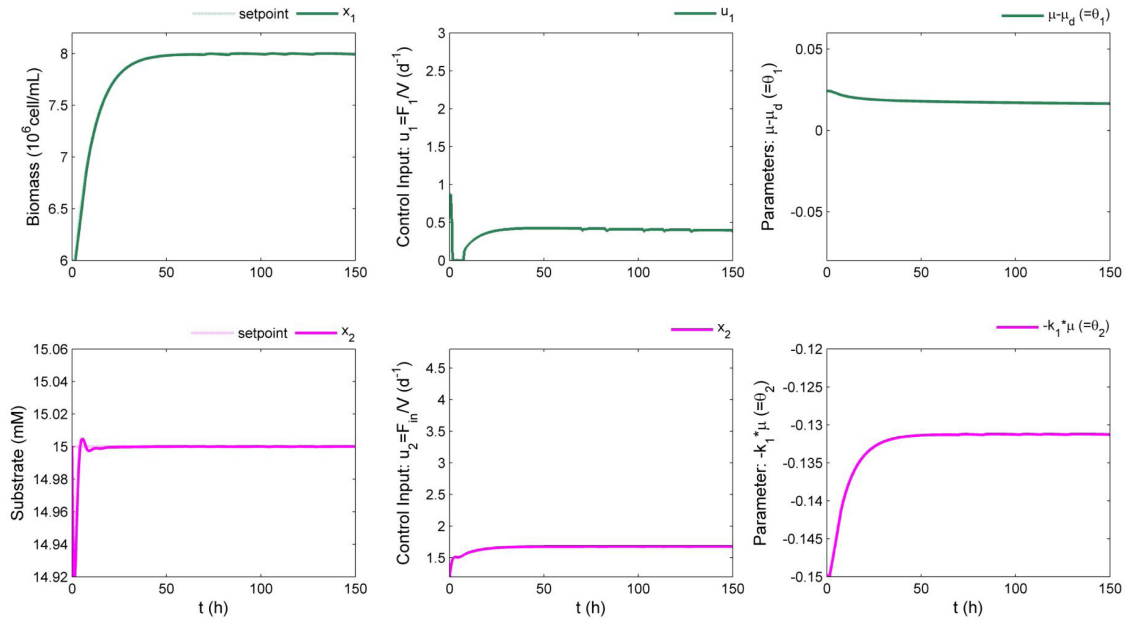 setpoint x₁
Biomass (10⁶cell/mL)
8
7.5
7
6.5
6
0 50 100 150
u₁
Control Input: u₁=F₁/V (d⁻¹)
3
2.5
2
1.5
1
0.5
0
0 50 100 150
μ-μ_d (=θ₁)
Parameters: μ-μ_d (=θ₁)
0.05
0
-0.05
0 50 100 150
setpoint x₂
Substrate (mM)
15.06
15.04
15.02
15
14.98
14.96
14.94
14.92
0 50 100 150
t (h)
x₂
Control Input: u₂=F_in/V (d⁻¹)
4.5
4
3.5
3
2.5
2
1.5
0 50 100 150
t (h)
-k₁*μ (=θ₂)
Parameter: -k₁*μ (=θ₂)
-0.12
-0.125
-0.13
-0.135
-0.14
-0.145
-0.15
0 50 100 150
t (h)